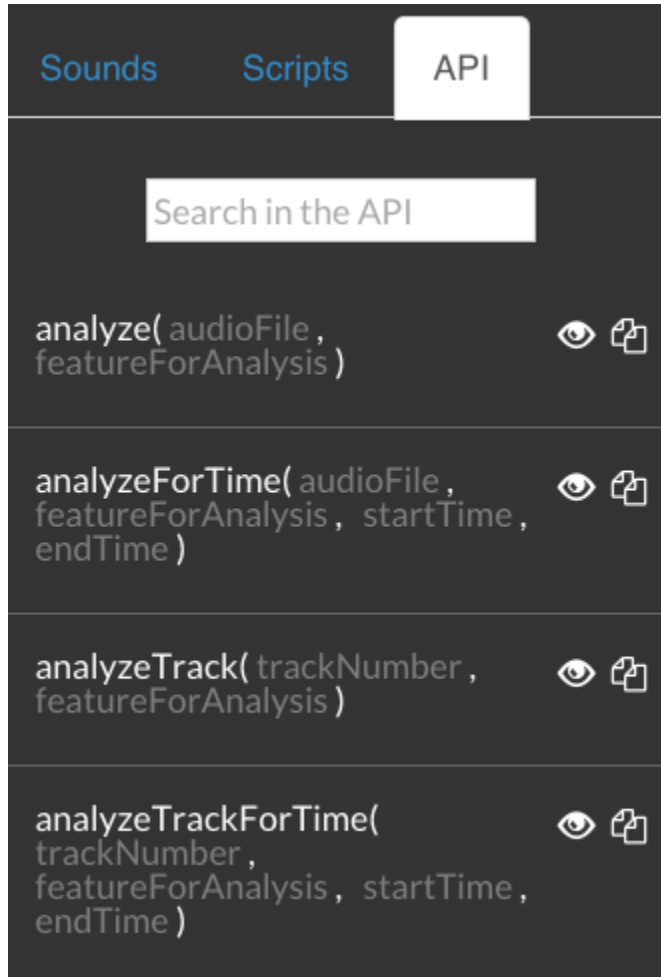 Sounds Scripts API
Search in the API
analyze( audioFile ,
featureForAnalysis )
analyzeForTime( audioFile ,
featureForAnalysis , startTime ,
endTime )
analyzeTrack( trackNumber ,
featureForAnalysis )
analyzeTrackForTime(
trackNumber ,
featureForAnalysis , startTime ,
endTime )